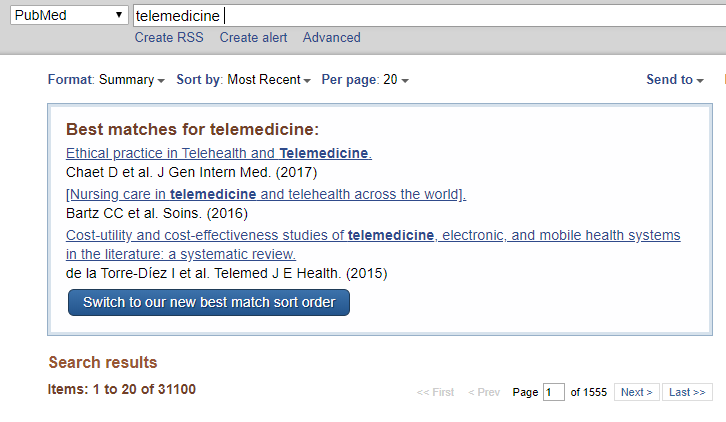 PubMed
telemedicine
Create RSS Create alert Advanced
Format: Summary Sort by: Most Recent Per page: 20 Send to
Best matches for telemedicine:
Ethical practice in Telehealth and Telemedicine.
Chaet D et al. J Gen Intern Med. (2017)
[Nursing care in telemedicine and telehealth across the world].
Bartz CC et al. Soins. (2016)
Cost-utility and cost-effectiveness studies of telemedicine, electronic, and mobile health systems
in the literature: a systematic review.
de la Torre-Díez I et al. Telemed J E Health. (2015)
Switch to our new best match sort order
Search results
Items: 1 to 20 of 31100
<< First < Prev Page 1 of 1555 Next > Last >>